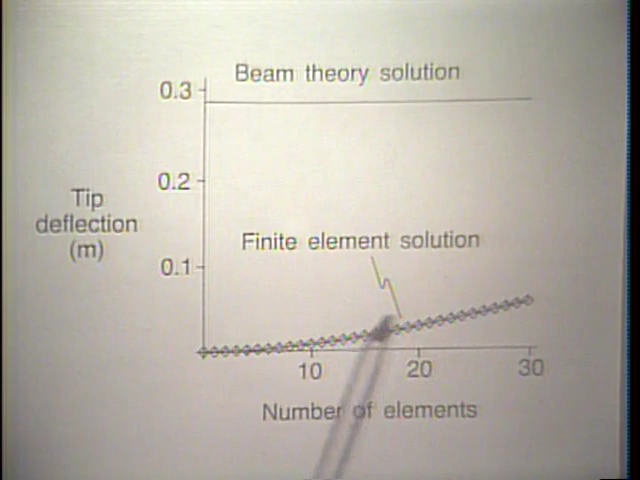 Beam theory solution
0.3
0.2
Tip
deflection
(m)
Finite element solution
0.1
10 20 30
Number of elements